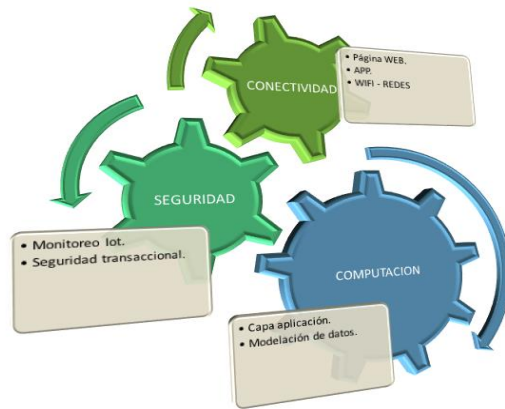 CONECTIVIDAD
• Página WEB.
• APP.
• WIFI - REDES
SEGURIDAD
• Monitoreo Iot.
• Seguridad transaccional.
COMPUTACION
• Capa aplicación.
• Modelación de datos.